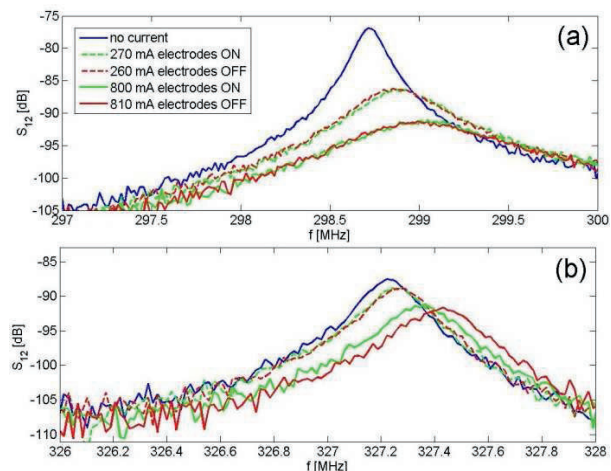 -75
-80
-85
-90
-95
-100
-105
S12 [dB]
no current
270 mA electrodes ON
260 mA electrodes OFF
800 mA electrodes ON
810 mA electrodes OFF
(a)
297 297.5 298 298.5 299 299.5 300
f [MHz]
-85
-90
-95
-100
-105
-110
S12 [dB]
(b)
326 326.2 326.4 326.6 326.8 327 327.2 327.4 327.6 327.8 328
f [MHz]